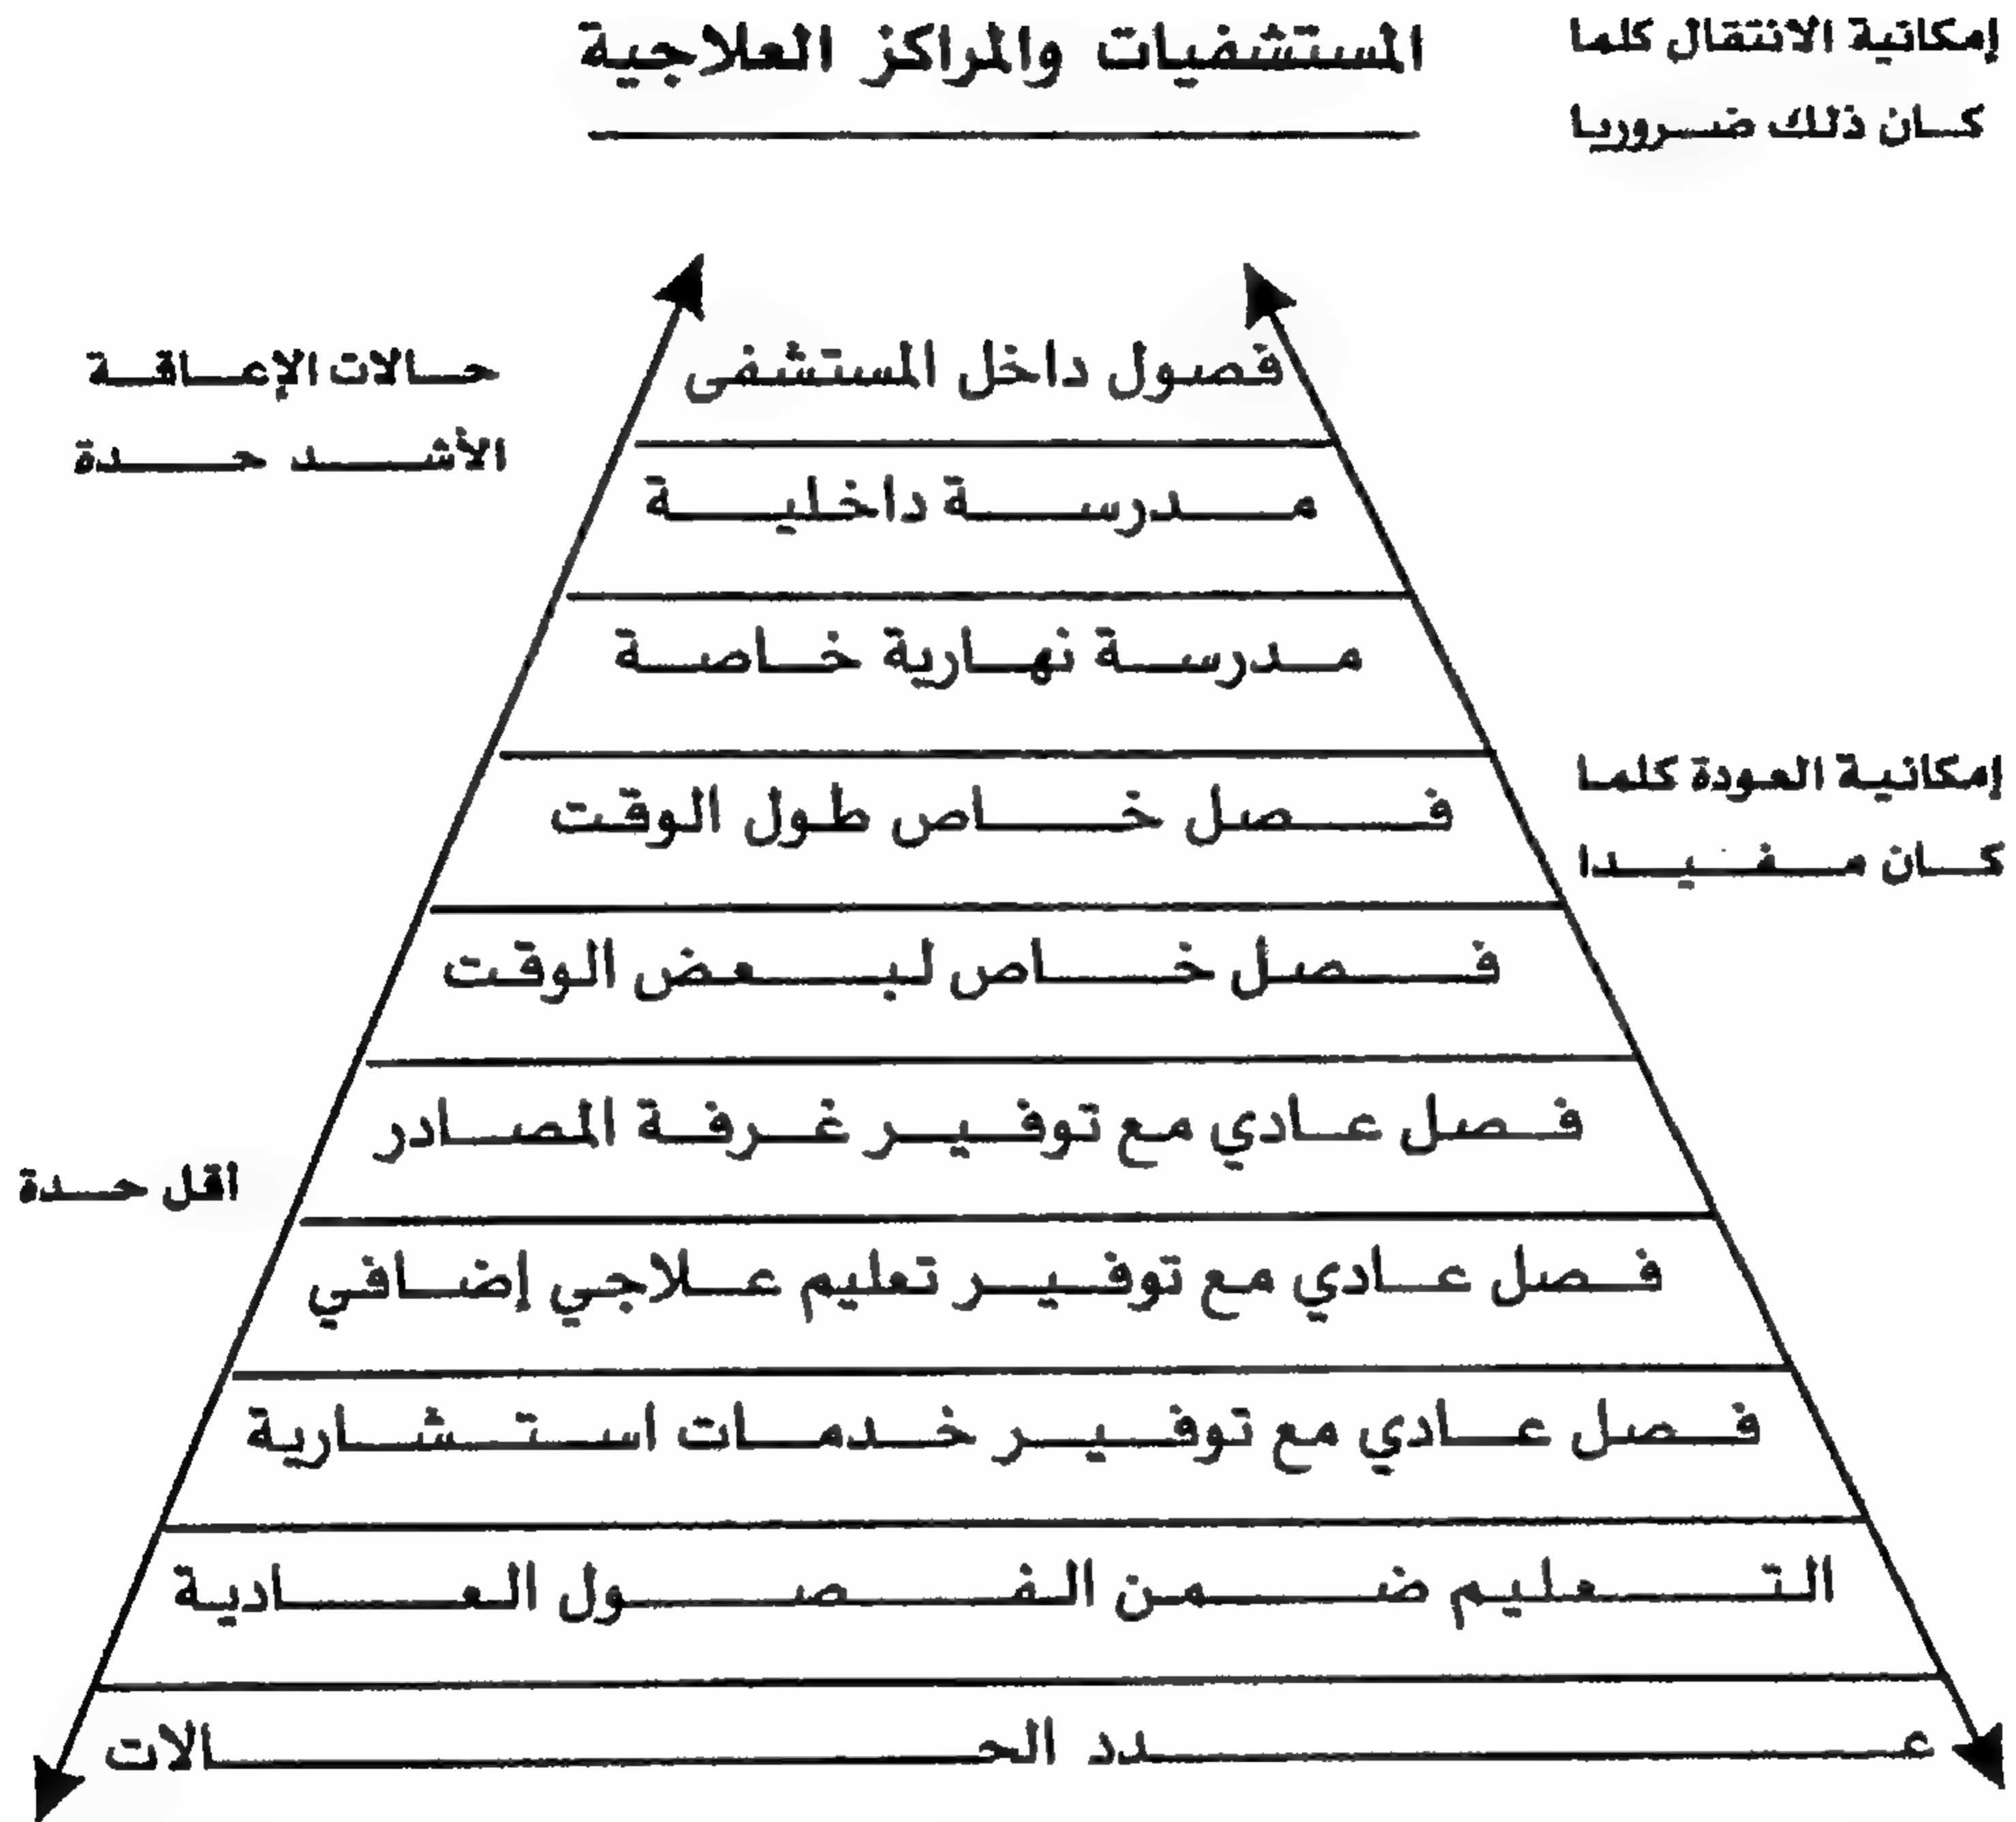 المستشفيات والمراكز العلاجية
إمكانية الانتقال كلما
كان ذلك ضروريا
فصول داخل المستشفى
حالات الإعاقة
الأشد حدة
مدرسة داخلية
مدرسة نهارية خاصة
إمكانية العودة كلما
كان مفيدا
فصل خاص طول الوقت
فصل خاص لبعض الوقت
فصل عادي مع توفير غرفة المصادر
اقل حدة
فصل عادي مع توفير تعليم علاجي إضافي
فصل عادي مع توفير خدمات استشارية
التعليم ضمن الفصول العادية
عدد الحالات